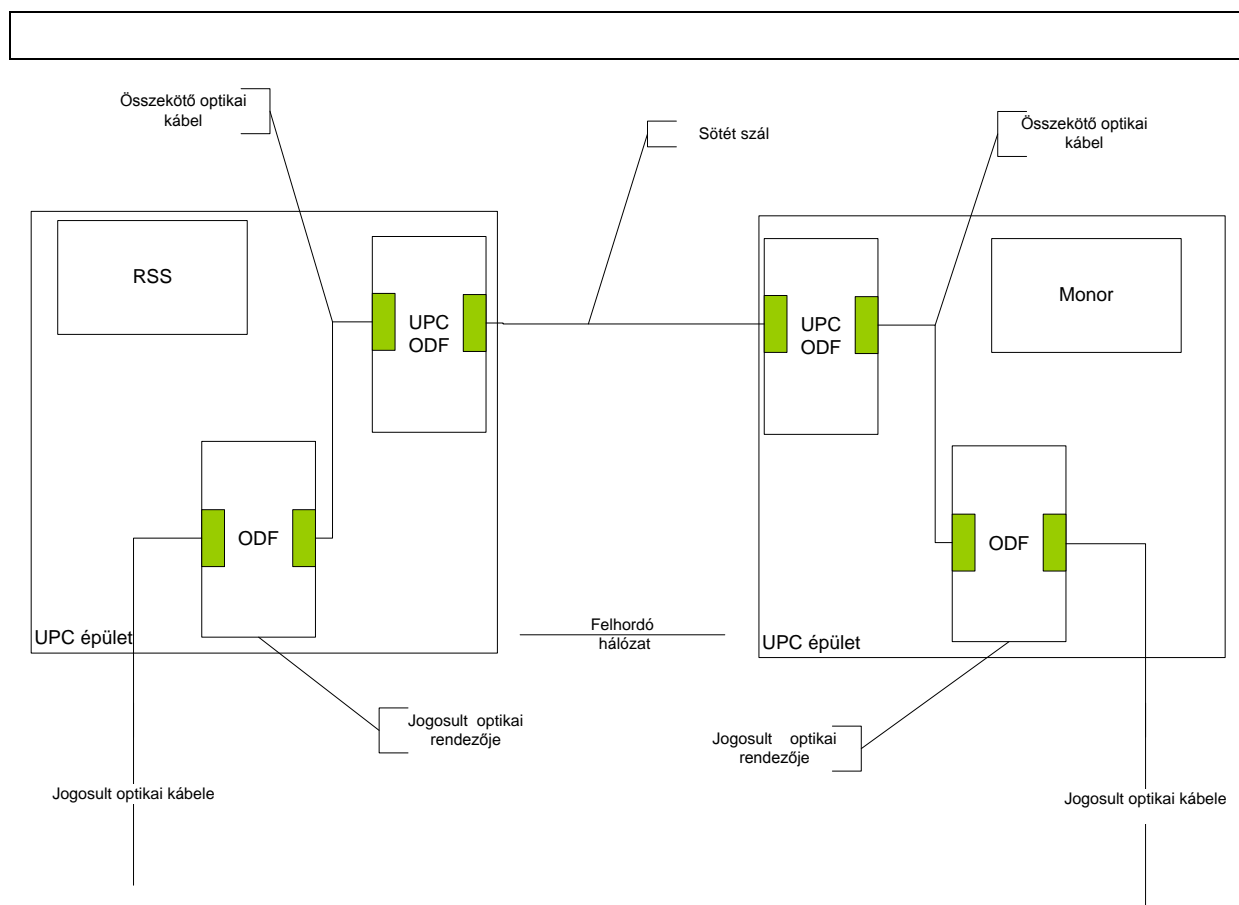 Összekötő optikai
kábel
Sötét szál
Összekötő optikai
kábel
RSS
UPC
ODF
UPC
ODF
Monor
ODF
ODF
UPC épület
Felhordó
hálózat
UPC épület
Jogosult optikai
rendezője
Jogosult optikai
rendezője
Jogosult optikai kábele
Jogosult optikai kábele